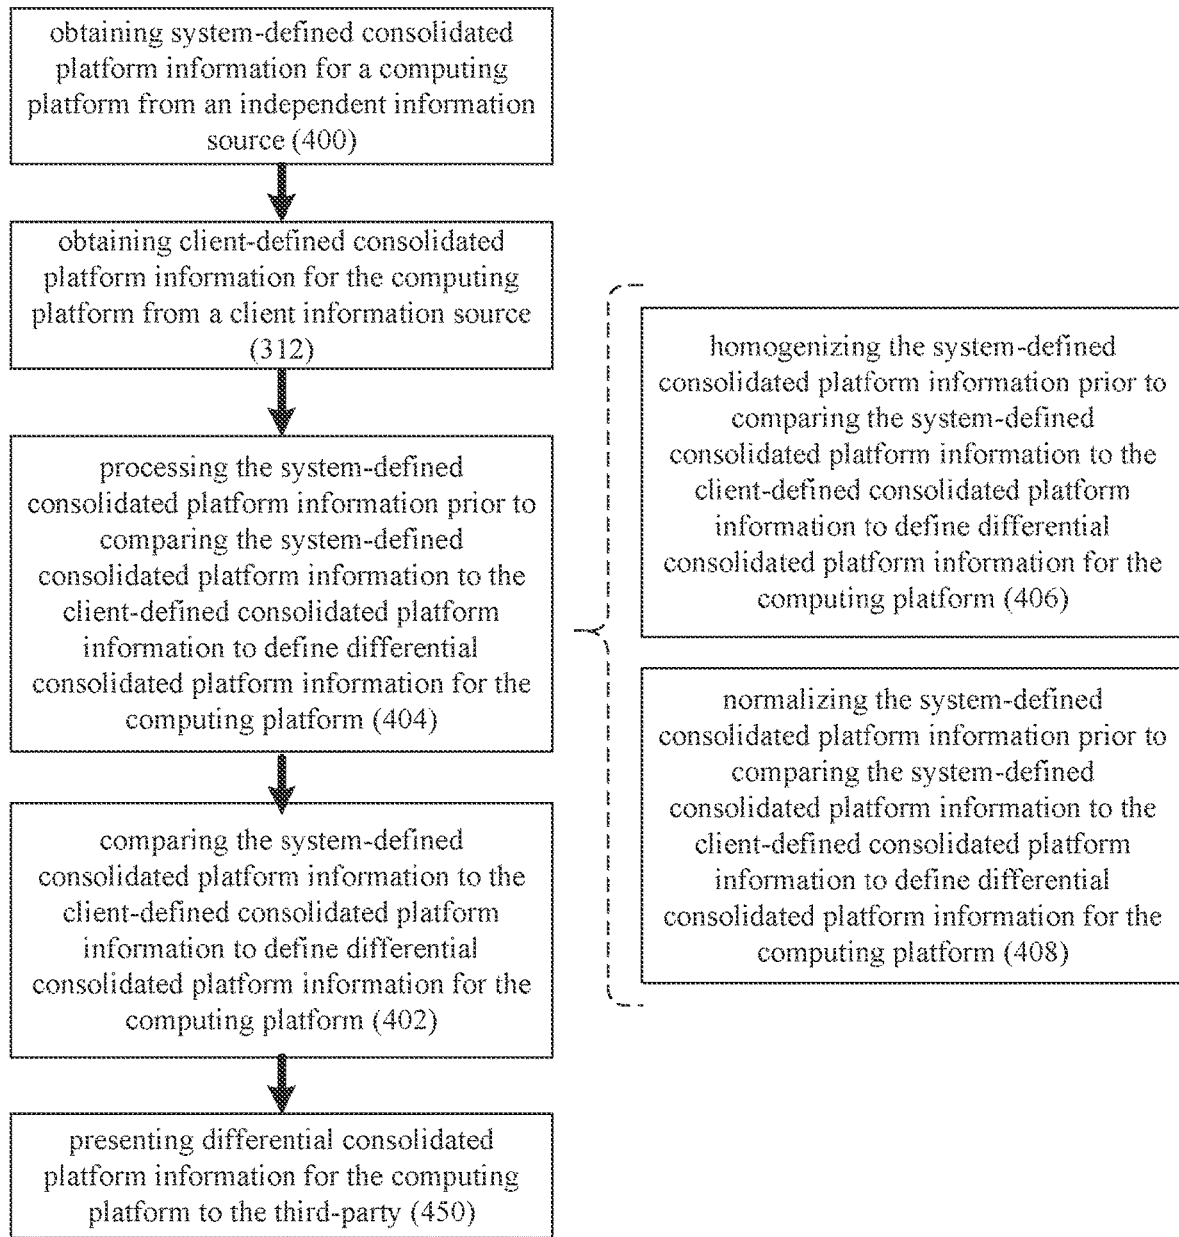 obtaining system-defined consolidated
platform information for a computing
platform from an independent information
source (400)
obtaining client-defined consolidated
platform information for the computing
platform from a client information source
(312)
processing the system-defined
consolidated platform information prior to
comparing the system-defined
consolidated platform information to the
client-defined consolidated platform
information to define differential
consolidated platform information for the
computing platform (404)
comparing the system-defined
consolidated platform information to the
client-defined consolidated platform
information to define differential
consolidated platform information for the
computing platform (402)
presenting differential consolidated
platform information for the computing
platform to the third-party (450)
homogenizing the system-defined
consolidated platform information prior to
comparing the system-defined
consolidated platform information to the
client-defined consolidated platform
information to define differential
consolidated platform information for the
computing platform (406)
normalizing the system-defined
consolidated platform information prior to
comparing the system-defined
consolidated platform information to the
client-defined consolidated platform
information to define differential
consolidated platform information for the
computing platform (408)